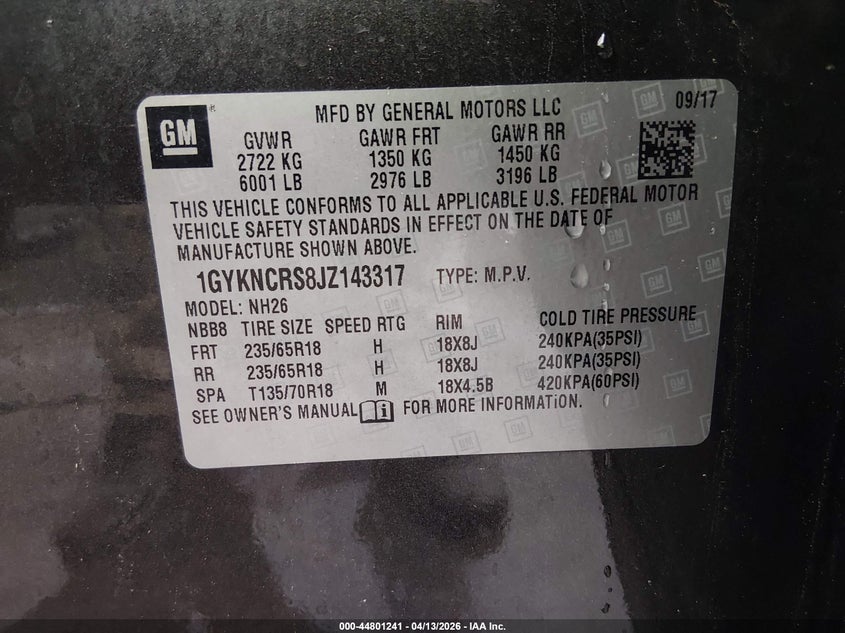 GM
MFD BY GENERAL MOTORS LLC 09/17
GVWR GAWR FRT GAWR RR
2722 KG 1350 KG 1450 KG
6001 LB 2976 LB 3196 LB
THIS VEHICLE CONFORMS TO ALL APPLICABLE U.S. FEDERAL MOTOR
VEHICLE SAFETY STANDARDS IN EFFECT ON THE DATE OF
MANUFACTURE SHOWN ABOVE.
1GYKNCRS8JZ143317 TYPE: M.P.V.
MODEL: NH26
NBB8 TIRE SIZE SPEED RTG RIM COLD TIRE PRESSURE
FRT 235/65R18 H 18X8J 240KPA(35PSI)
RR 235/65R18 H 18X8J 240KPA(35PSI)
SPA T135/70R18 M 18X4.5B 420KPA(60PSI)
SEE OWNER'S MANUAL i FOR MORE INFORMATION.
000-44801241 04/13/2026 - IAA Inc.